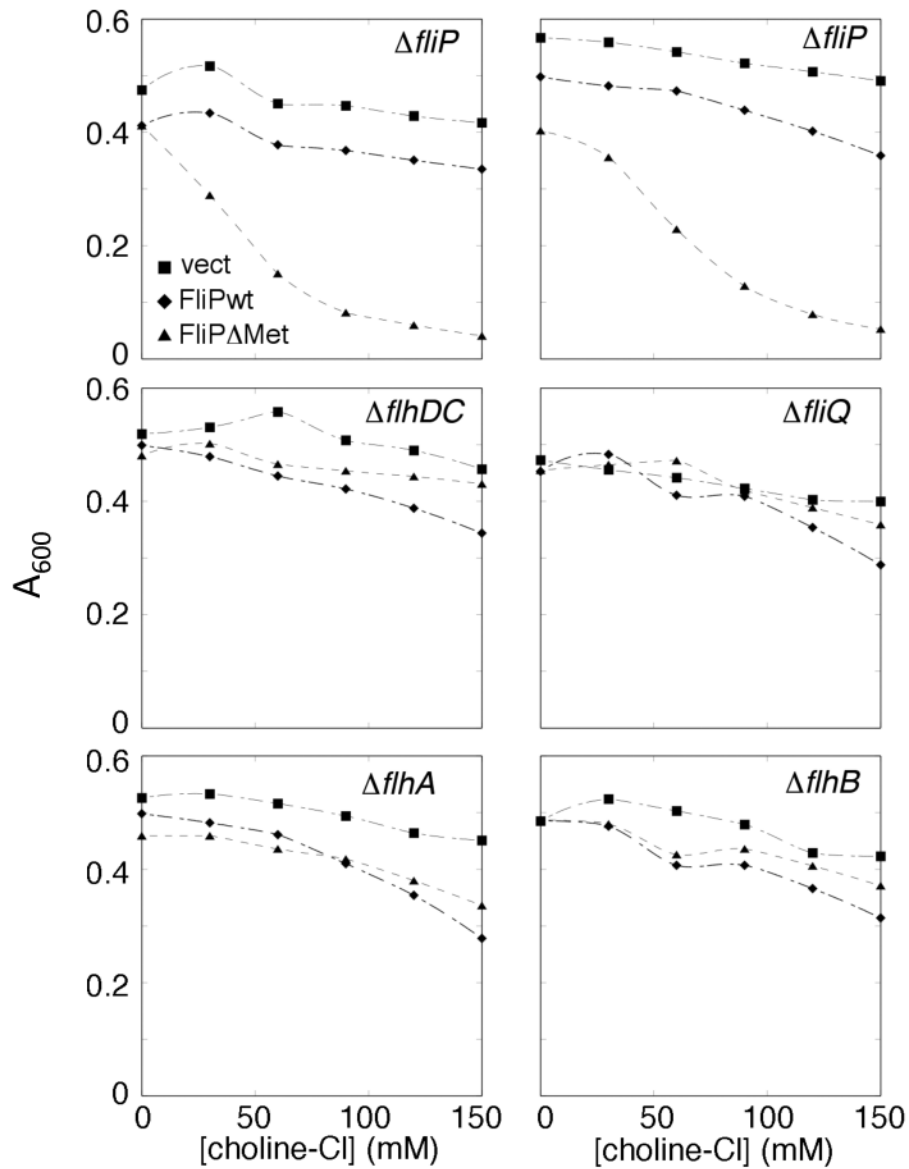 0.6
0.4
0.2
0
ΔfliP
vect
FliPwt
FliPΔMet
ΔfliP
A600
0.6
0.4
0.2
0
ΔflhDC
ΔfliQ
0.6
0.4
0.2
0
ΔflhA
ΔflhB
0 50 100 150
0 50 100 150
[choline-Cl] (mM)
[choline-Cl] (mM)